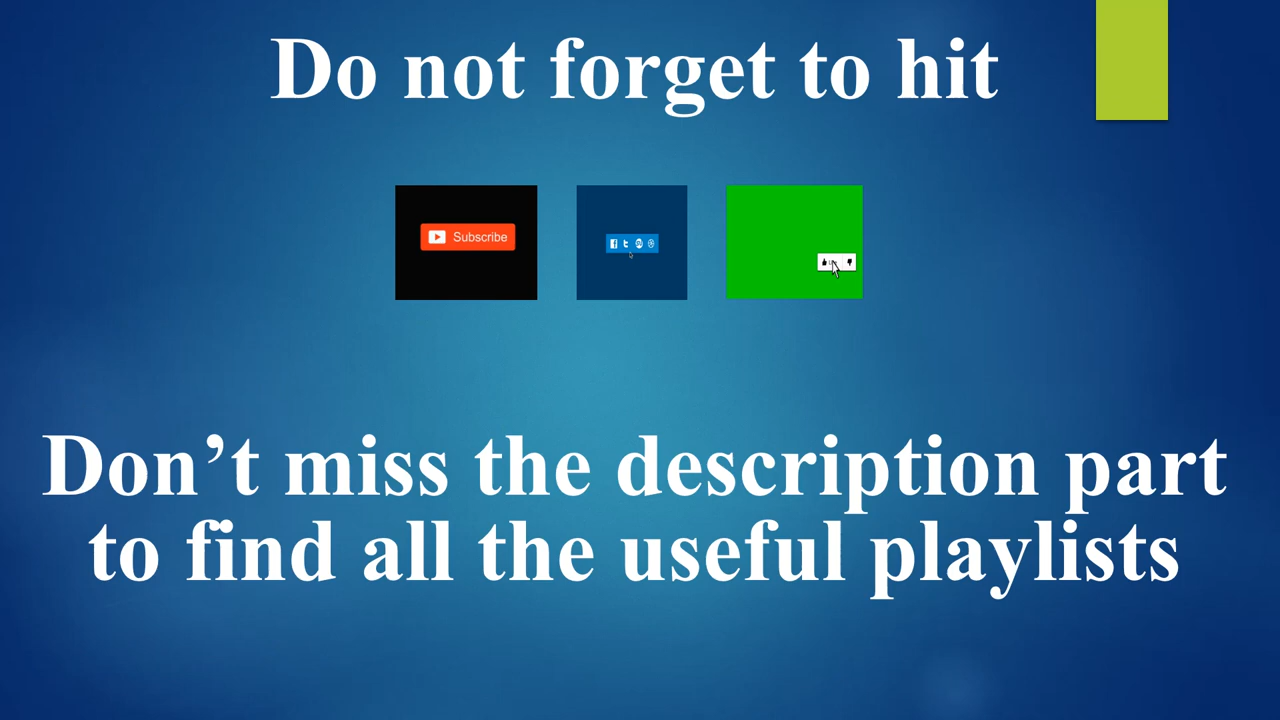 Do not forget to hit
Subscribe
Don’t miss the description part
to find all the useful playlists